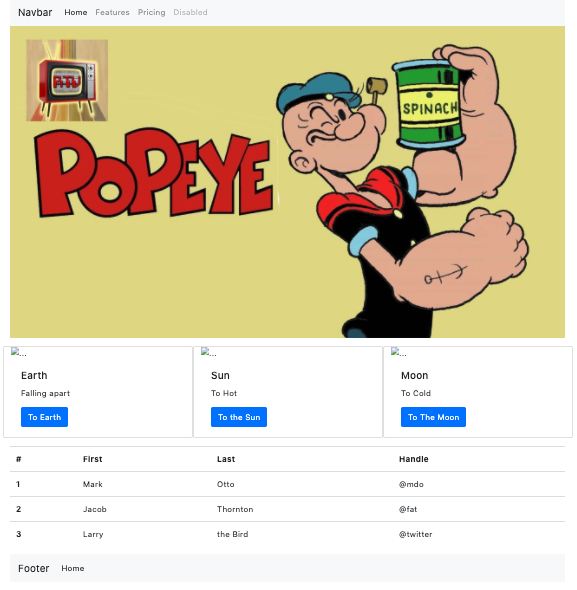 Navbar Home Features Pricing Disabled
RTV
POPEYE
SPINACH
... ... ...
Earth Sun Moon
Falling apart To Hot To Cold
To Earth To the Sun To The Moon
# First Last Handle
1 Mark Otto @mdo
2 Jacob Thornton @fat
3 Larry the Bird @twitter
Footer Home